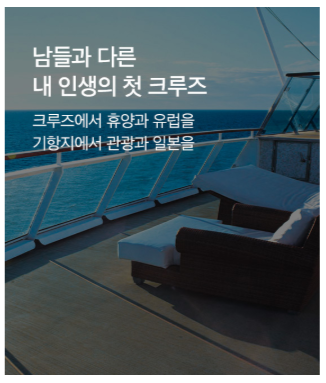 남들과 다른
내 인생의 첫 크루즈
크루즈에서 휴양과 유럽을
기항지에서 관광과 일본을